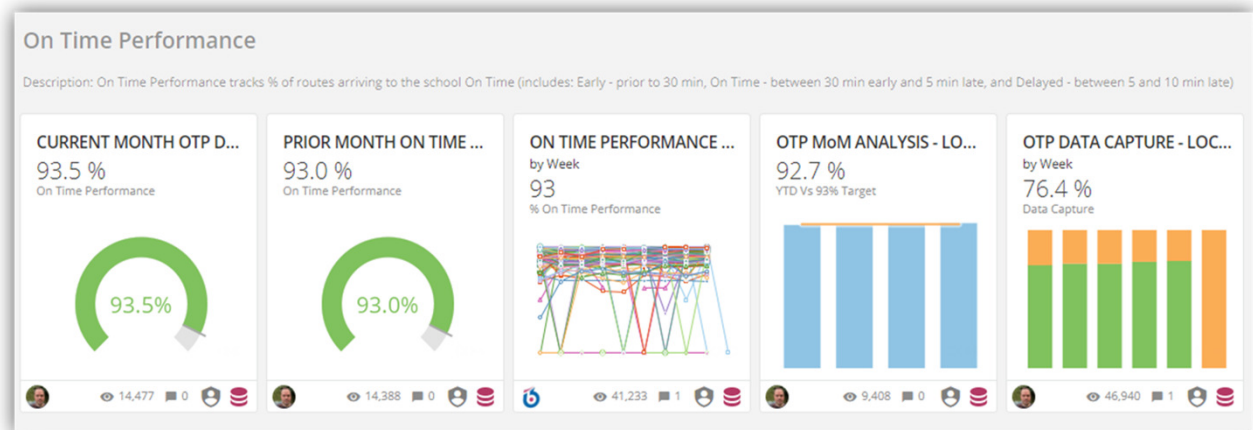 On Time Performance
Description: On Time Performance tracks % of routes arriving to the school On Time (includes: Early - prior to 30 min, On Time - between 30 min early and 5 min late, and Delayed - between 5 and 10 min late)
CURRENT MONTH OTP D...
93.5 %
On Time Performance
93.5%
14,477
0
PRIOR MONTH ON TIME ...
93.0 %
On Time Performance
93.0%
14,388
0
ON TIME PERFORMANCE ...
by Week
93
% On Time Performance
41,233
1
OTP MoM ANALYSIS - LO...
92.7 %
YTD Vs 93% Target
9,408
0
OTP DATA CAPTURE - LOC...
by Week
76.4 %
Data Capture
46,940
1